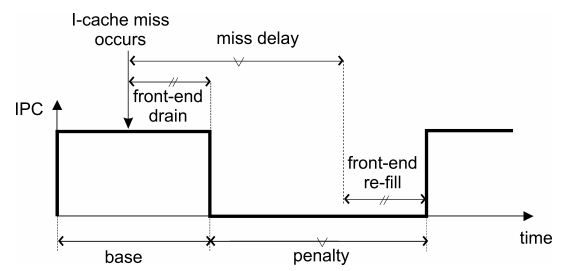 I-cache miss
occurs
miss delay
front-end
drain
IPC
front-end
re-fill
time
base
penalty